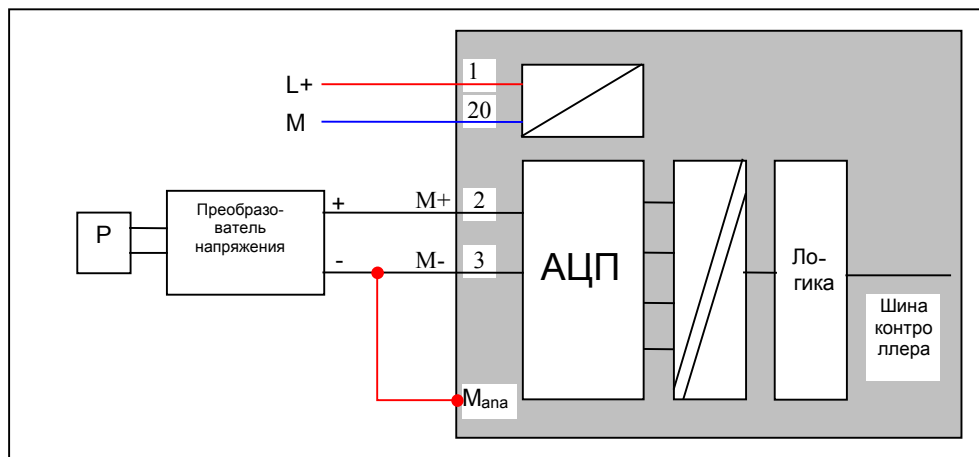 L+
1
M
20
P
Преобразо-
ватель
напряжения
+
M+
2
-
M-
3
АЦП
Ло-
гика
Шина
контро
ллера
Mana